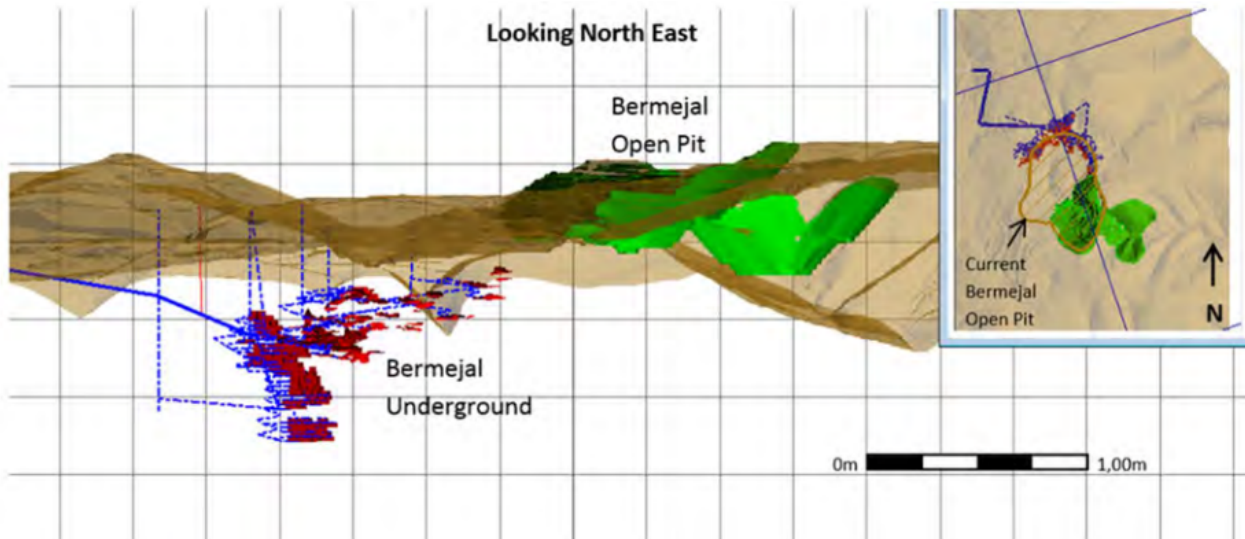 Looking North East
Bermejal
Open Pit
Bermejal
Underground
0m
1,00m
Current
Bermejal
Open Pit
N